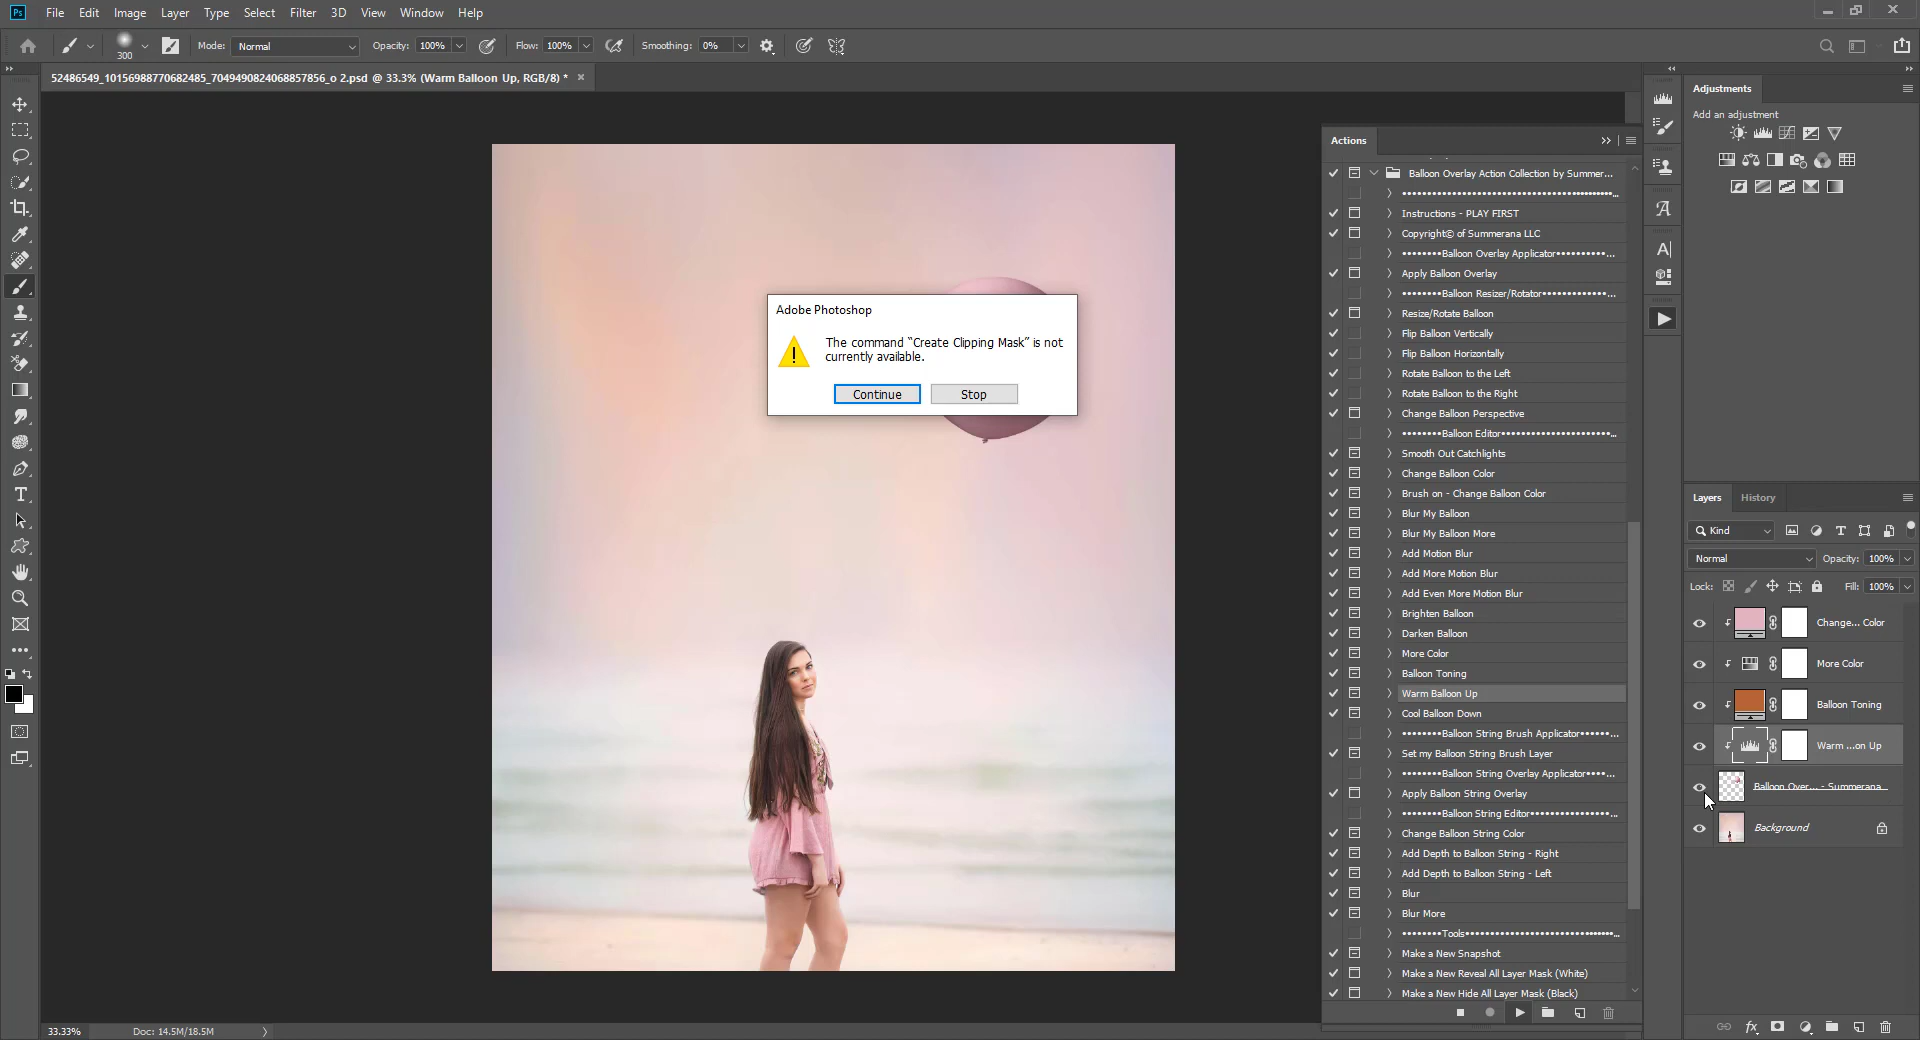 Ps File Edit Image Layer Type Select Filter 3D View Window Help
300 Mode: Normal Opacity: 100% Flow: 100% Smoothing: 0%
52486549_10156988770682485_7049490824068857856_o 2.psd @ 33.3% (Warm Balloon Up, RGB/8) *
Adobe Photoshop
The command “Create Clipping Mask” is not
currently available.
Continue Stop
33.33% Doc: 14.5M/18.5M
Actions
Balloon Overlay Action Collection by Summer...
••••••••••••••••••••••••••••••••••••••••••...
Instructions - PLAY FIRST
Copyright© of Summerana LLC
••••••••Balloon Overlay Applicator••••••••••...
Apply Balloon Overlay
••••••••Balloon Resizer/Rotator•••••••••••••...
Resize/Rotate Balloon
Flip Balloon Vertically
Flip Balloon Horizontally
Rotate Balloon to the Left
Rotate Balloon to the Right
Change Balloon Perspective
••••••••Balloon Editor•••••••••••••••••••••••...
Smooth Out Catchlights
Change Balloon Color
Brush on - Change Balloon Color
Blur My Balloon
Blur My Balloon More
Add Motion Blur
Add More Motion Blur
Add Even More Motion Blur
Brighten Balloon
Darken Balloon
More Color
Balloon Toning
Warm Balloon Up
Cool Balloon Down
••••••••Balloon String Brush Applicator••••••...
Set my Balloon String Brush Layer
••••••••Balloon String Overlay Applicator••••...
Apply Balloon String Overlay
••••••••Balloon String Editor••••••••••••••••...
Change Balloon String Color
Add Depth to Balloon String - Right
Add Depth to Balloon String - Left
Blur
Blur More
••••••••Tools••••••••••••••••••••••••••••••••...
Make a New Snapshot
Make a New Reveal All Layer Mask (White)
Make a New Hide All Layer Mask (Black)
Adjustments
Add an adjustment
Layers History
Kind
Normal Opacity: 100%
Lock: Fill: 100%
Change... Color
More Color
Balloon Toning
Warm ...on Up
Balloon Over... - Summerana
Background